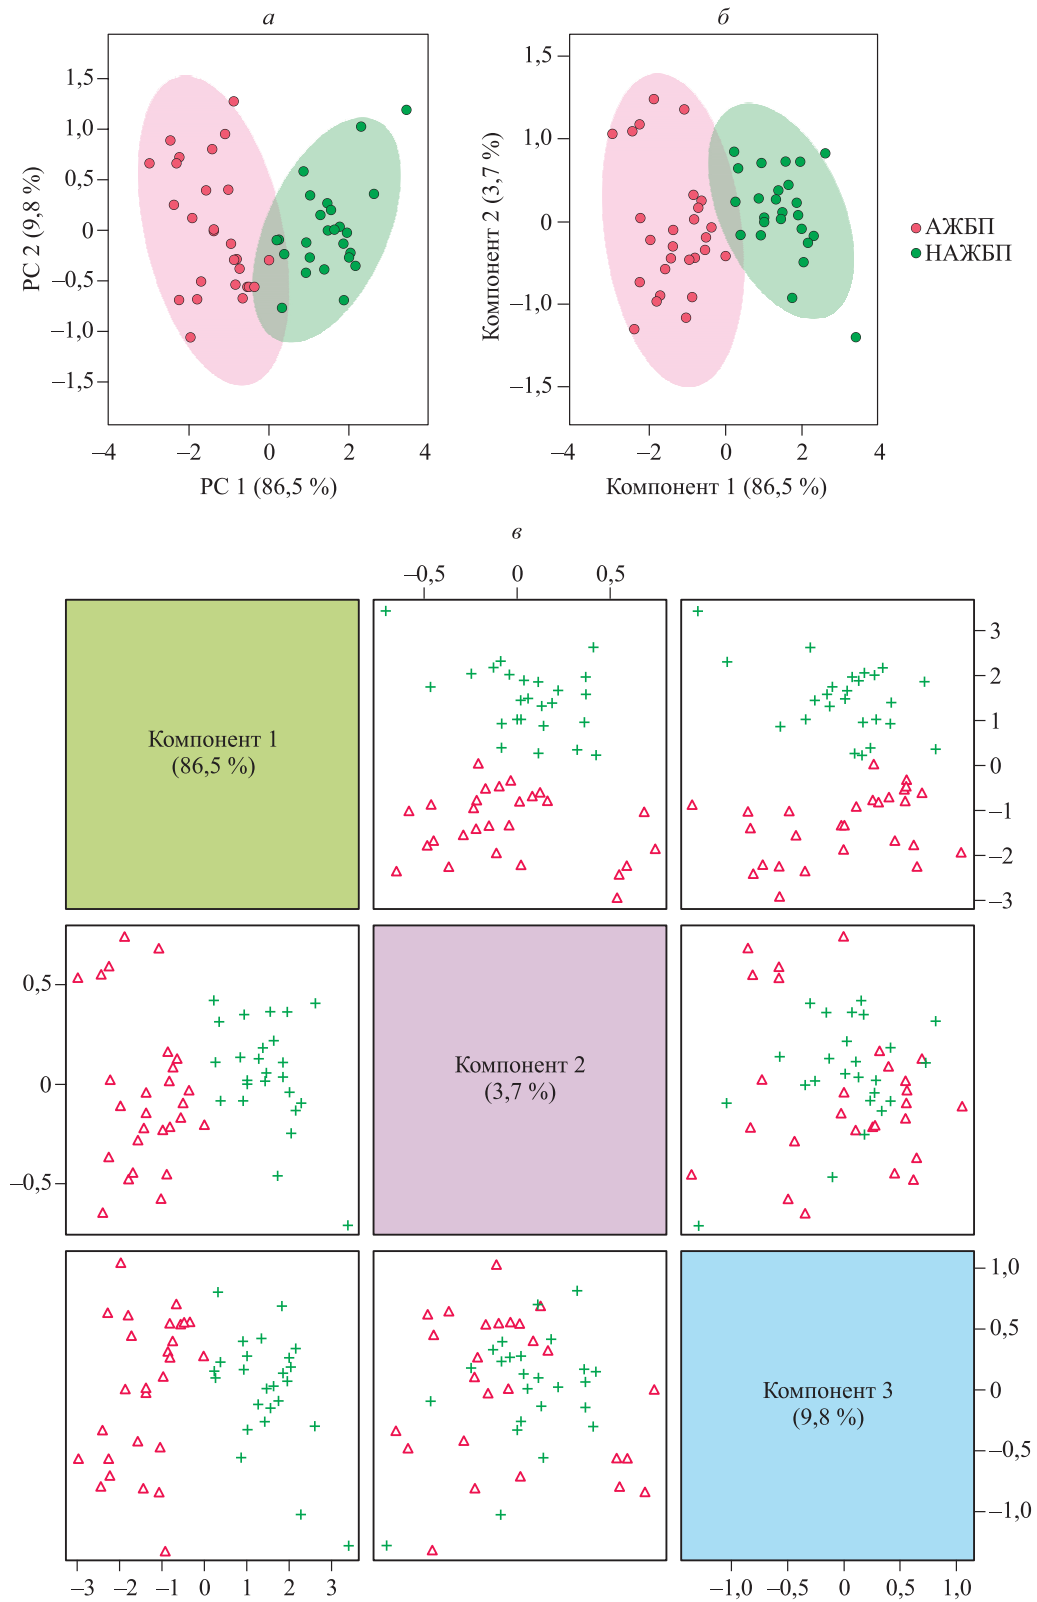 а б
1,5
1,0
0,5
0
–0,5
–1,0
–1,5
PC 2 (9,8 %)
–4 –2 0 2 4
PC 1 (86,5 %)
1,5
1,0
0
–1,0
–1,5
Компонент 2 (3,7 %)
–4 –2 0 2 4
Компонент 1 (86,5 %)
АЖБП
НАЖБП
в
–0,5 0 0,5
Компонент 1
(86,5 %)
3
2
1
0
–1
–2
–3
0,5
0
–0,5
Компонент 2
(3,7 %)
Компонент 3
(9,8 %)
1,0
0,5
0
–0,5
–1,0
–3 –2 –1 0 1 2 3
–1,0 –0,5 0 0,5 1,0